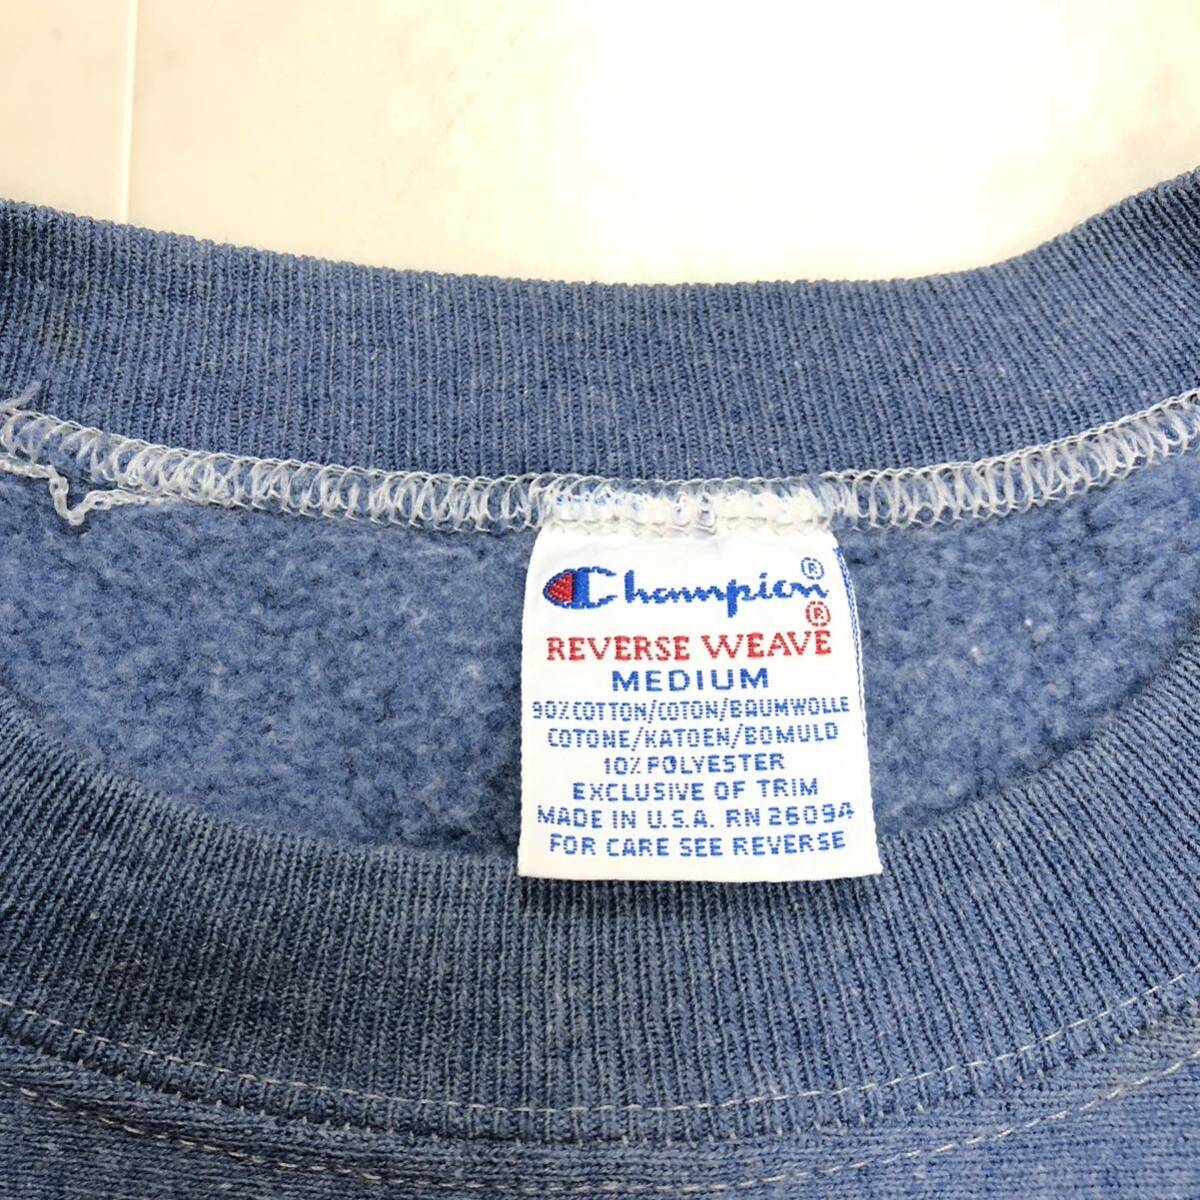 Champion®
REVERSE WEAVE®
MEDIUM
90% COTTON/COTON/BAUMWOLLE
COTONE/KATOEN/BOMULD
10% POLYESTER
EXCLUSIVE OF TRIM
MADE IN U.S.A. RN 26094
FOR CARE SEE REVERSE